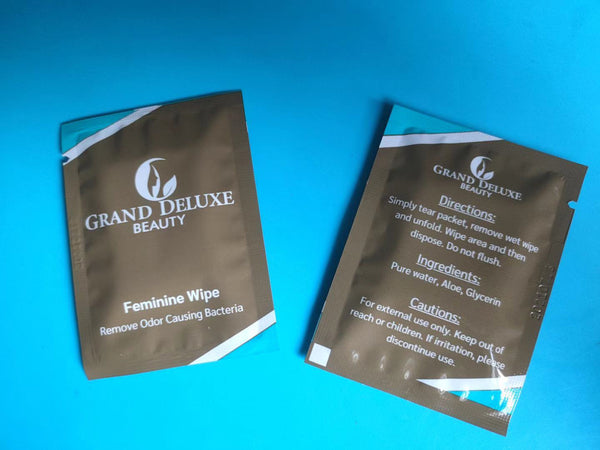 GRAND DELUXE
BEAUTY
Feminine Wipe
Remove Odor Causing Bacteria
GRAND DELUXE
BEAUTY
Directions:
Simply tear packet, remove wet wipe
and unfold. Wipe area and then
dispose. Do not flush.
Ingredients:
Pure water, Aloe, Glycerin
Cautions:
For external use only. Keep out of
reach or children. If irritation, please
discontinue use.